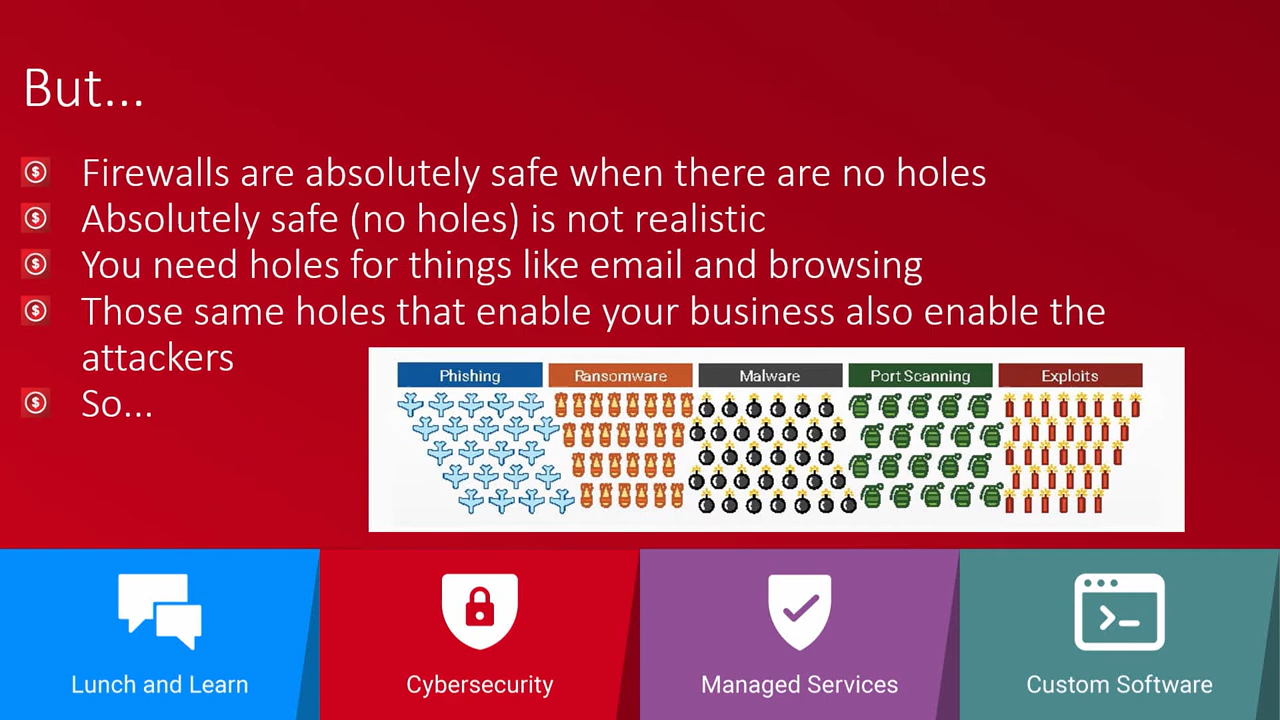 But...
Firewalls are absolutely safe when there are no holes
Absolutely safe (no holes) is not realistic
You need holes for things like email and browsing
Those same holes that enable your business also enable the
attackers
So...
Phishing
Ransomware
Malware
Port Scanning
Exploits
Lunch and Learn
Cybersecurity
Managed Services
Custom Software